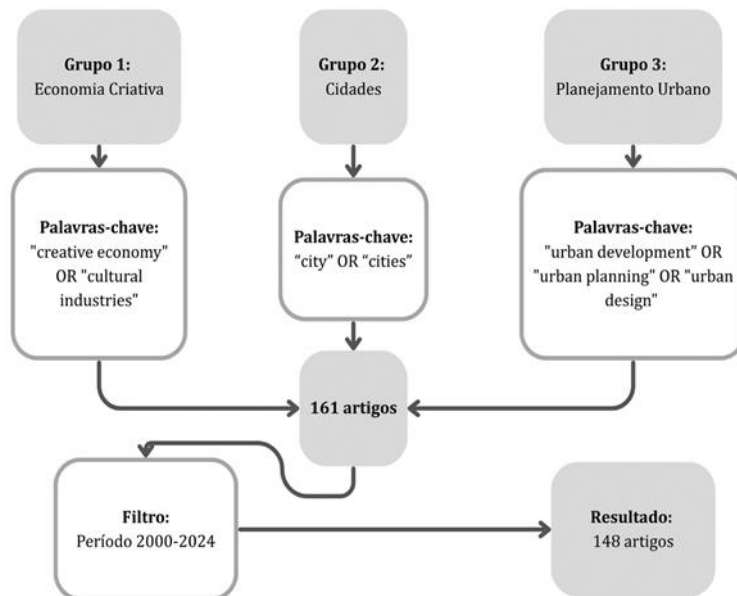 Grupo 1:
Economia Criativa
Grupo 2:
Cidades
Grupo 3:
Planejamento Urbano
Palavras-chave:
"creative economy"
OR "cultural
industries"
Palavras-chave:
“city” OR “cities”
Palavras-chave:
"urban development" OR
"urban planning" OR "urban
design"
161 artigos
Filtro:
Período 2000-2024
Resultado:
148 artigos